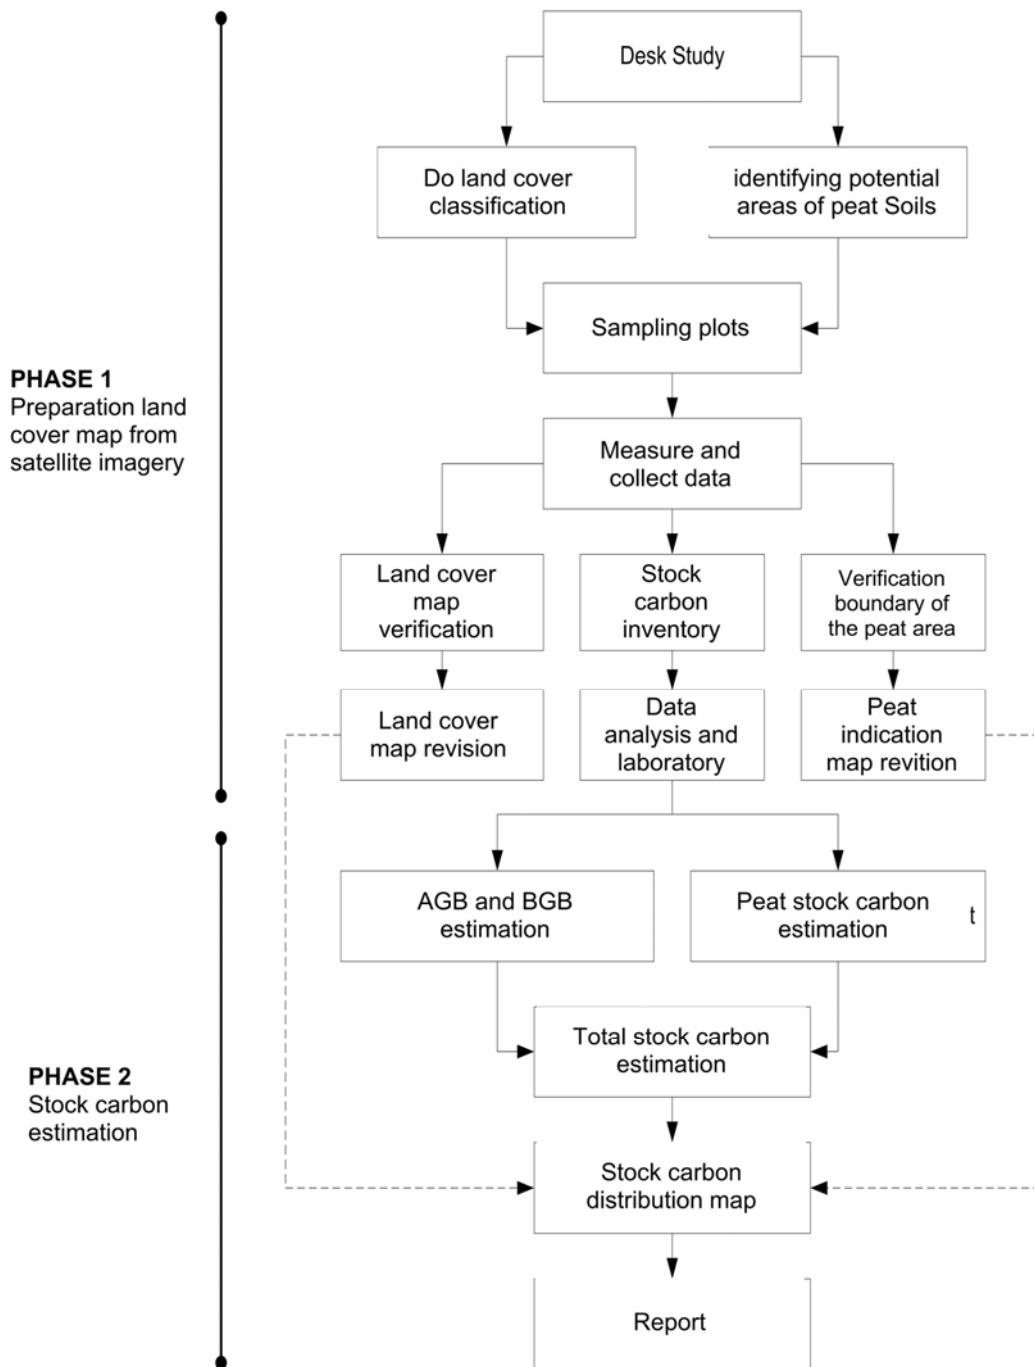 Desk Study
Do land cover
classification
identifying potential
areas of peat Soils
Sampling plots
PHASE 1
Preparation land
cover map from
satellite imagery
Measure and
collect data
Land cover
map
verification
Stock
carbon
inventory
Verification
boundary of
the peat area
Land cover
map revision
Data
analysis and
laboratory
Peat
indication
map revition
AGB and BGB
estimation
Peat stock carbon
estimation
t
Total stock carbon
estimation
PHASE 2
Stock carbon
estimation
Stock carbon
distribution map
Report